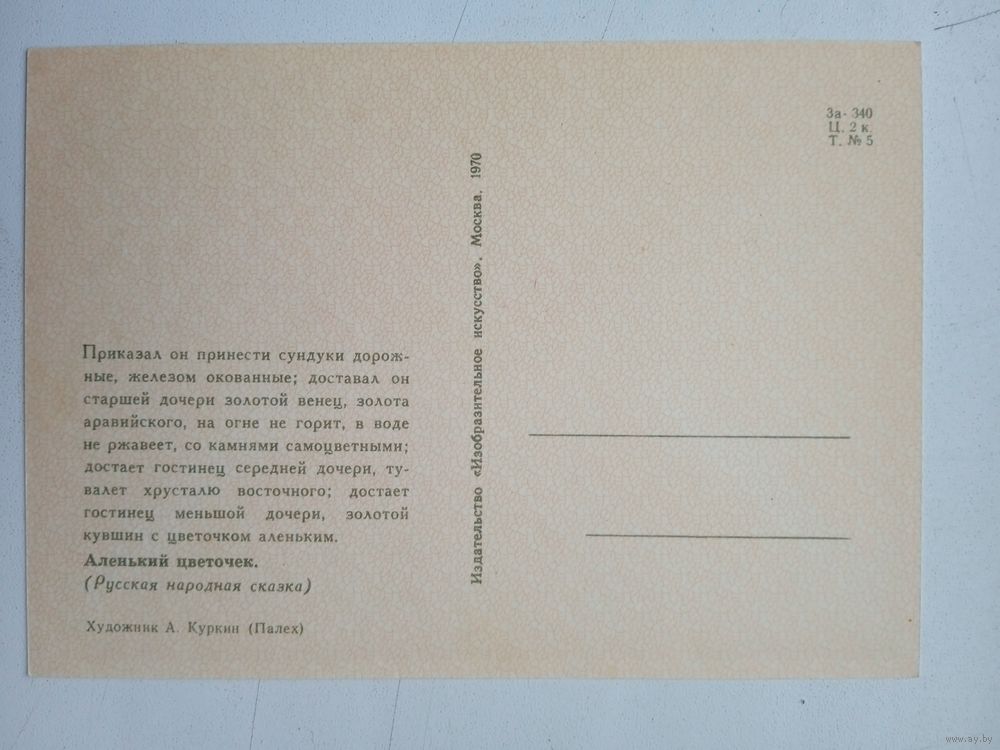 Приказал он принести сундуки дорож-
ные, железом окованные; доставал он
старшей дочери золотой венец, золота
аравийского, на огне не горит, в воде
не ржавеет, со камнями самоцветными;
достает гостинец середней дочери, ту-
валет хрусталю восточного; достает
гостинец меньшой дочери, золотой
кувшин с цветочком аленьким.
Аленький цветочек.
(Русская народная сказка)
Художник А. Куркин (Палех)
Издательство «Изобразительное искусство». Москва. 1970
За- 340
Ц. 2 к.
Т. № 5
www.ay.by